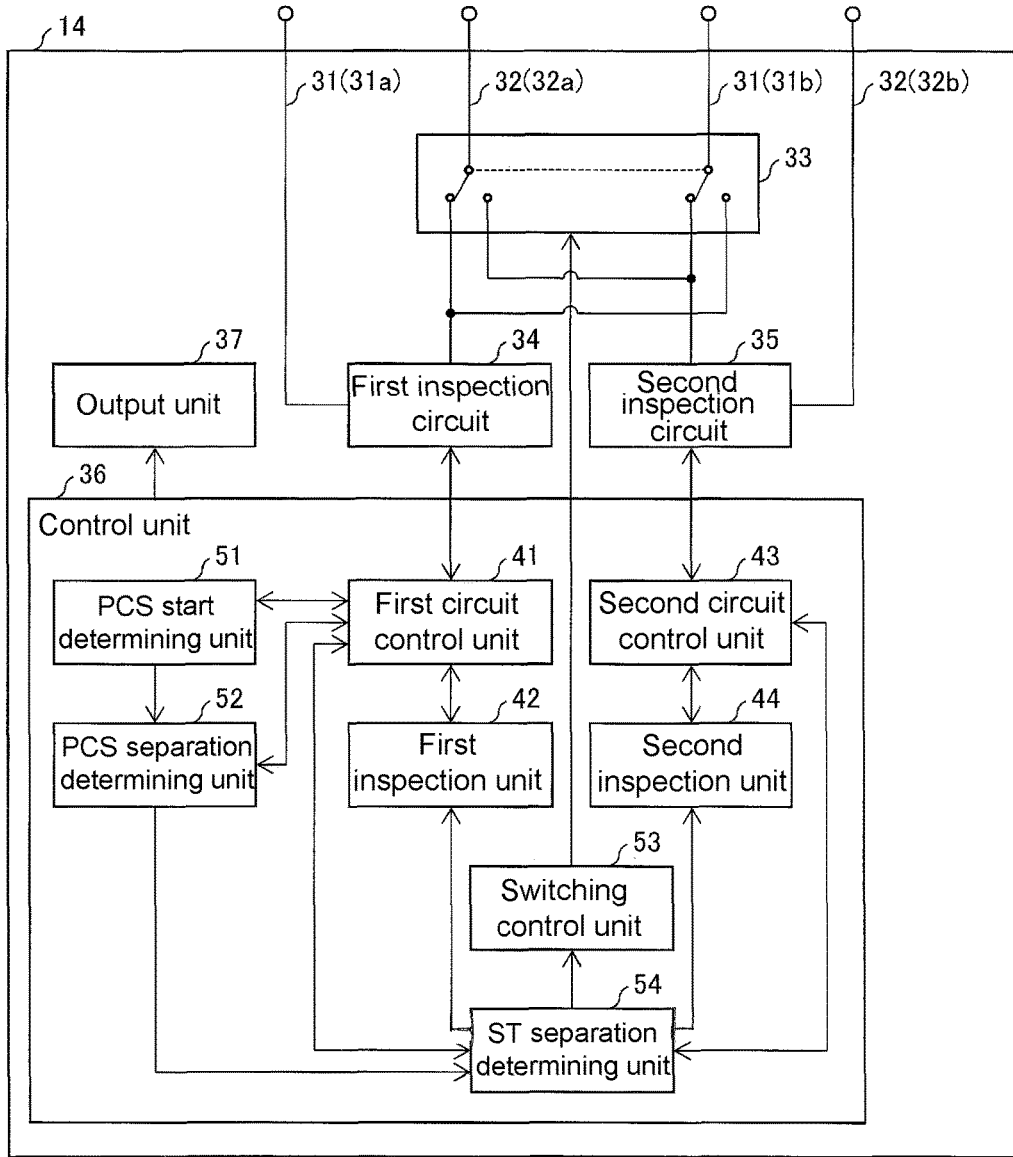 14
31(31a)
32(32a)
31(31b)
32(32b)
33
37
Output unit
34
First inspection
circuit
35
Second
inspection
circuit
36
Control unit
51
PCS start
determining unit
41
First circuit
control unit
43
Second circuit
control unit
52
PCS separation
determining unit
42
First
inspection unit
44
Second
inspection unit
53
Switching
control unit
54
ST separation
determining unit